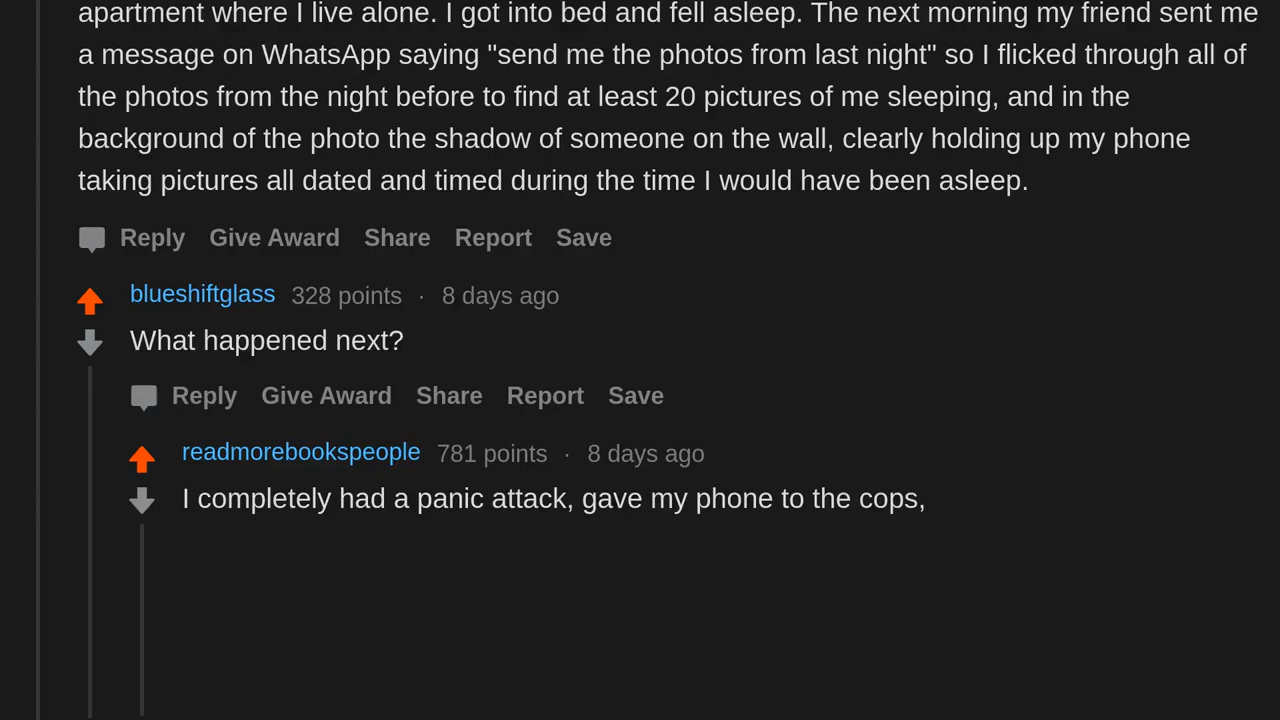 apartment where I live alone. I got into bed and fell asleep. The next morning my friend sent me
a message on WhatsApp saying "send me the photos from last night" so I flicked through all of
the photos from the night before to find at least 20 pictures of me sleeping, and in the
background of the photo the shadow of someone on the wall, clearly holding up my phone
taking pictures all dated and timed during the time I would have been asleep.
Reply Give Award Share Report Save
blueshiftglass 328 points · 8 days ago
What happened next?
Reply Give Award Share Report Save
readmorebookspeople 781 points · 8 days ago
I completely had a panic attack, gave my phone to the cops,